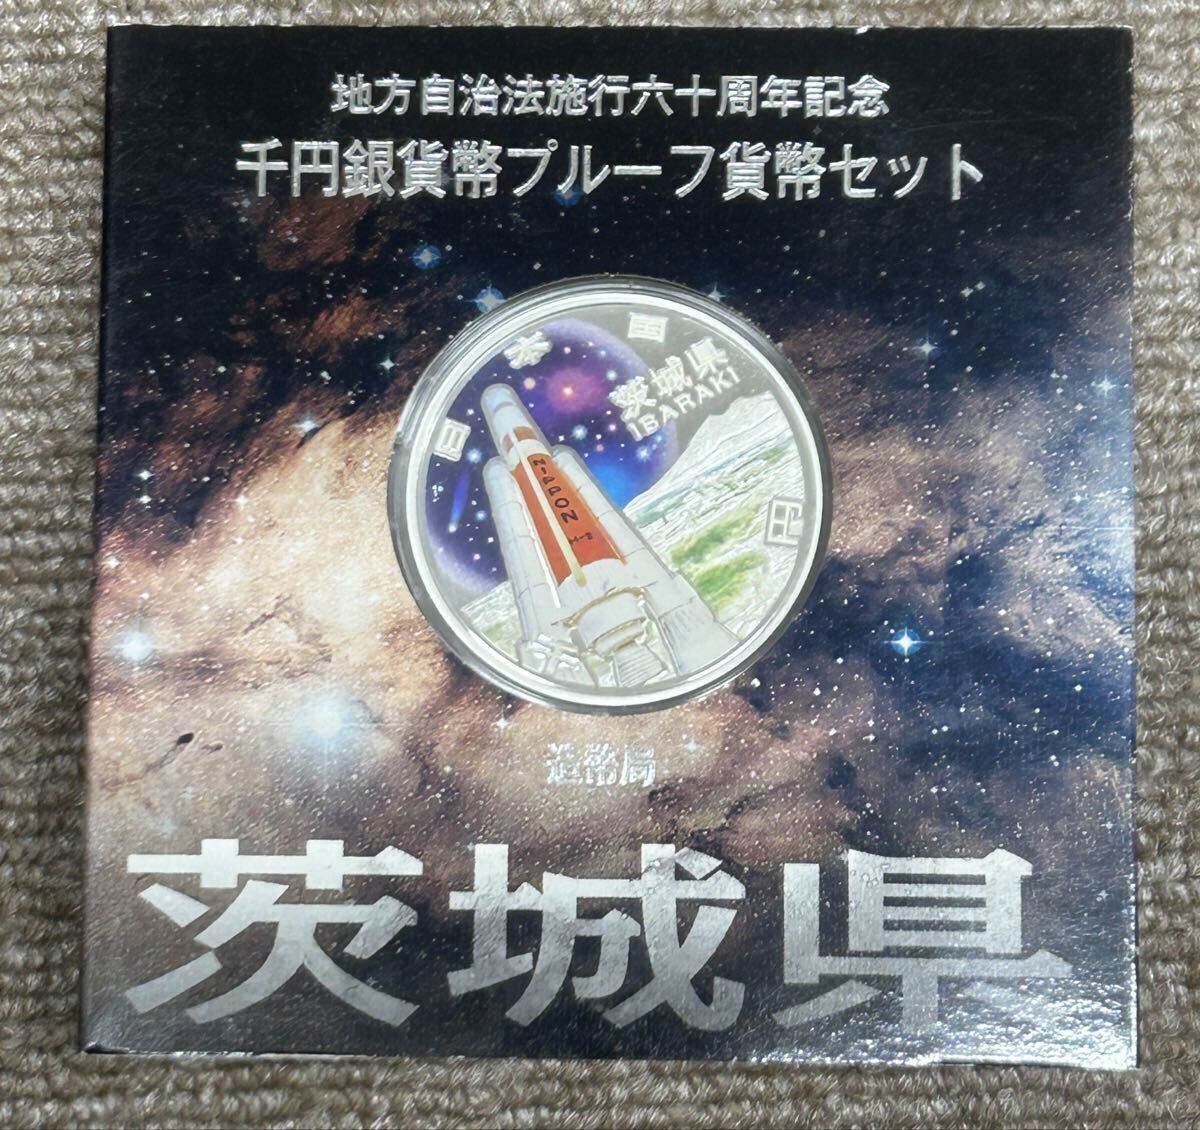 地方自治法施行六十周年記念
千円銀貨幣プルーフ貨幣セット
日本国
茨城県
IBARAKI
NIPPON
千円
造幣局
茨城県